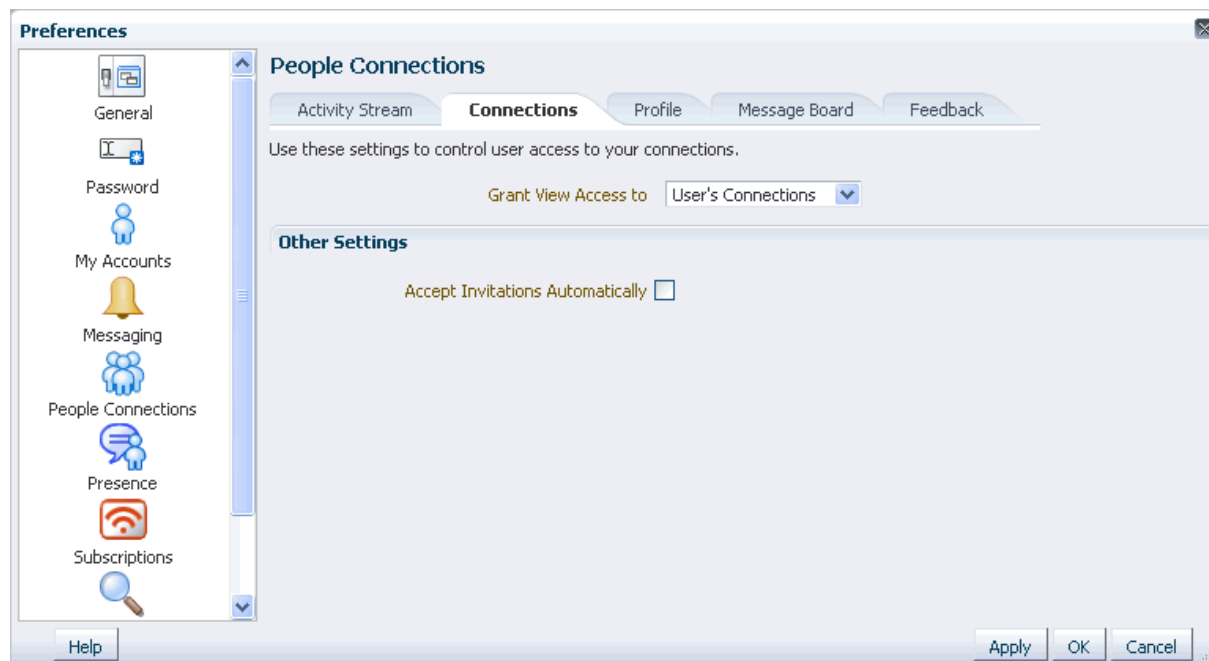 Preferences
General
Password
My Accounts
Messaging
People Connections
Presence
Subscriptions
People Connections
Activity Stream Connections Profile Message Board Feedback
Use these settings to control user access to your connections.
Grant View Access to User's Connections
Other Settings
Accept Invitations Automatically
Help Apply OK Cancel